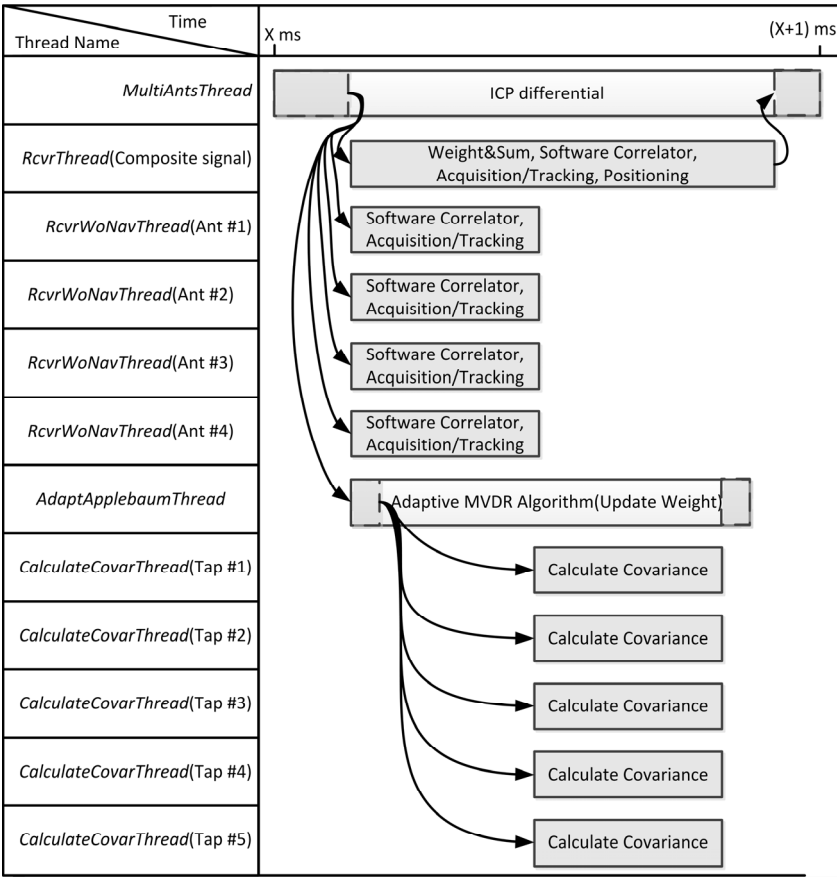 Time
Thread Name
X ms
(X+1) ms
MultiAntsThread
ICP differential
RcvrThread(Composite signal)
Weight&Sum, Software Correlator,
Acquisition/Tracking, Positioning
RcvrWoNavThread(Ant #1)
Software Correlator,
Acquisition/Tracking
RcvrWoNavThread(Ant #2)
Software Correlator,
Acquisition/Tracking
RcvrWoNavThread(Ant #3)
Software Correlator,
Acquisition/Tracking
RcvrWoNavThread(Ant #4)
Software Correlator,
Acquisition/Tracking
AdaptApplebaumThread
Adaptive MVDR Algorithm(Update Weight)
CalculateCovarThread(Tap #1)
Calculate Covariance
CalculateCovarThread(Tap #2)
Calculate Covariance
CalculateCovarThread(Tap #3)
Calculate Covariance
CalculateCovarThread(Tap #4)
Calculate Covariance
CalculateCovarThread(Tap #5)
Calculate Covariance